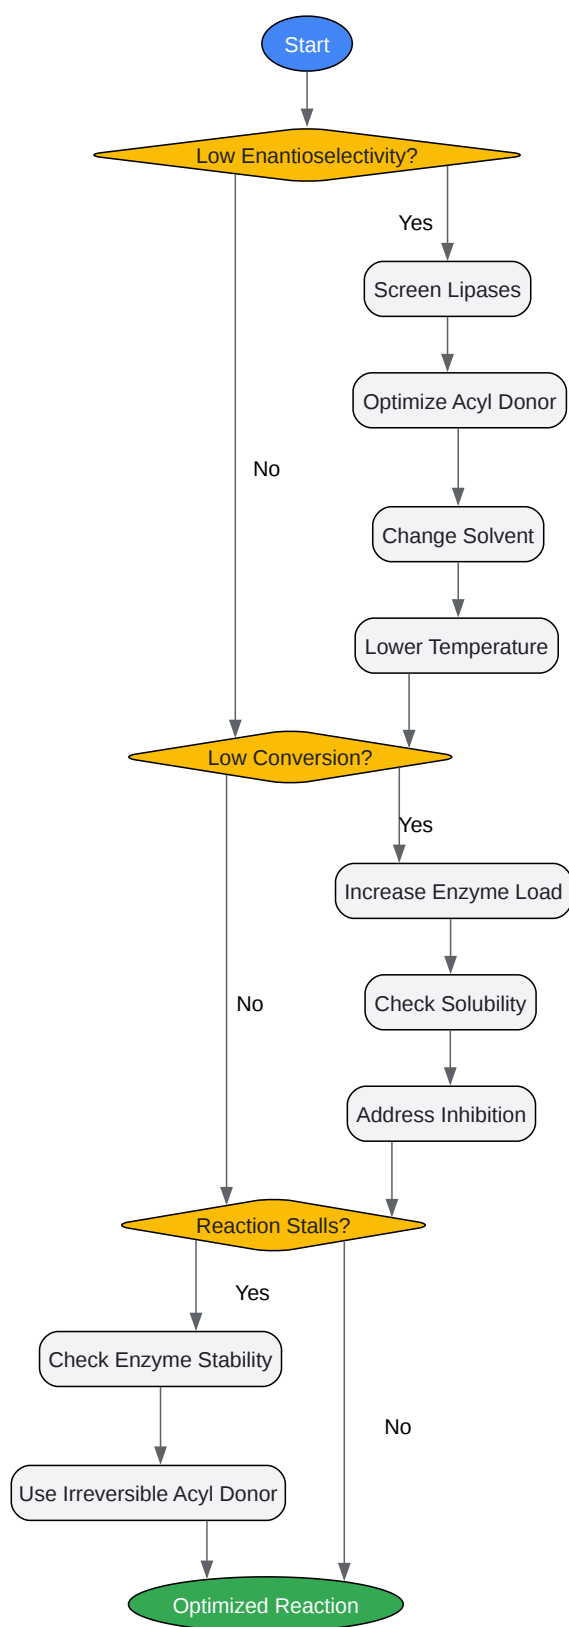 Start
Low Enantioselectivity?
Yes
Screen Lipases
Optimize Acyl Donor
No
Change Solvent
Lower Temperature
Low Conversion?
Yes
Increase Enzyme Load
No
Check Solubility
Address Inhibition
Reaction Stalls?
Yes
Check Enzyme Stability
No
Use Irreversible Acyl Donor
Optimized Reaction